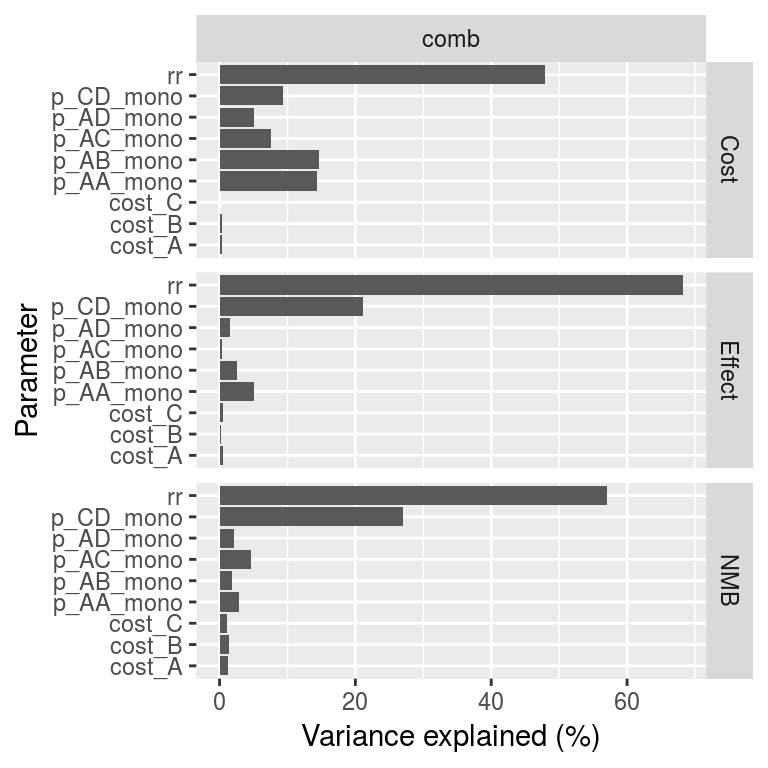 comb
rr
p_CD_mono
p_AD_mono
p_AC_mono
p_AB_mono
p_AA_mono
cost_C
cost_B
cost_A
Cost
rr
p_CD_mono
p_AD_mono
p_AC_mono
p_AB_mono
p_AA_mono
cost_C
cost_B
cost_A
Effect
rr
p_CD_mono
p_AD_mono
p_AC_mono
p_AB_mono
p_AA_mono
cost_C
cost_B
cost_A
NMB
Parameter
0 20 40 60
Variance explained (%)